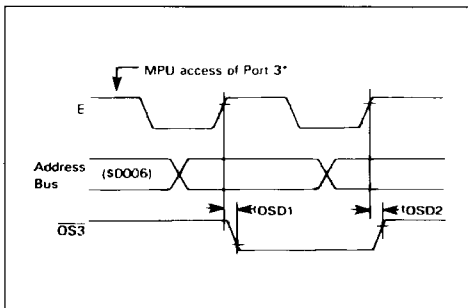 MPU access of Port 3*
E
Address
Bus
($D006)
tOSD1
tOSD2
OS3